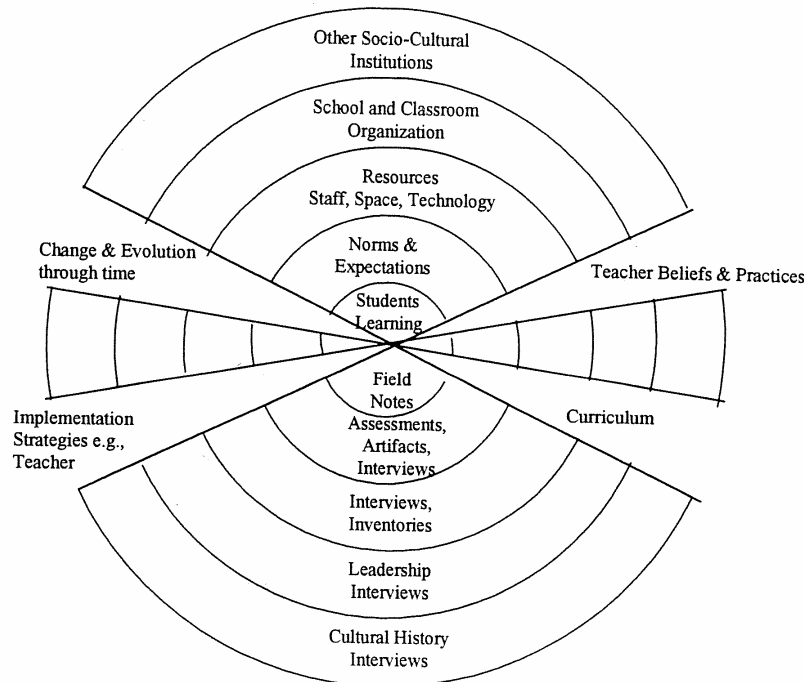 Other Socio-Cultural
Institutions
School and Classroom
Organization
Resources
Staff, Space, Technology
Norms &
Expectations
Students
Learning
Change & Evolution
through time
Teacher Beliefs & Practices
Implementation
Strategies e.g.,
Teacher
Curriculum
Field
Notes
Assessments,
Artifacts,
Interviews
Interviews,
Inventories
Leadership
Interviews
Cultural History
Interviews